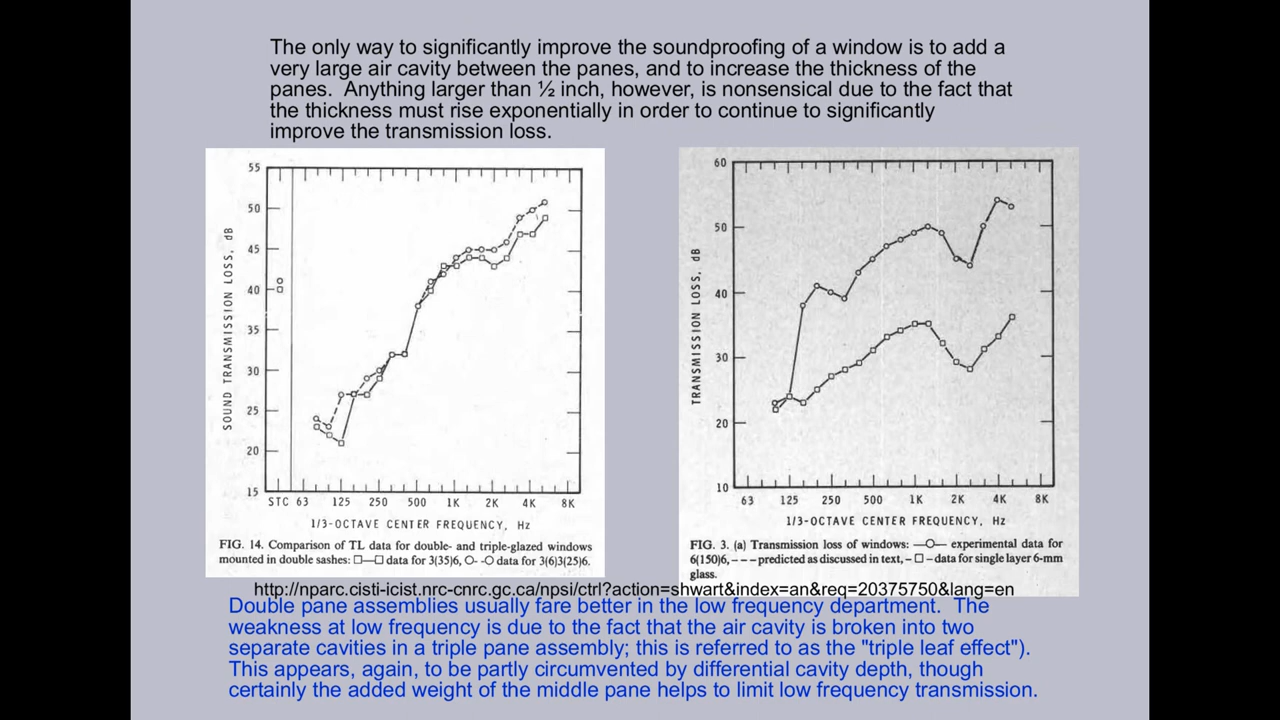 The only way to significantly improve the soundproofing of a window is to add a
very large air cavity between the panes, and to increase the thickness of the
panes.  Anything larger than ½ inch, however, is nonsensical due to the fact that
the thickness must rise exponentially in order to continue to significantly
improve the transmission loss.
55
50
45
40
35
30
25
20
15
SOUND TRANSMISSION LOSS, dB
STC 63 125 250 500 1K 2K 4K 8K
1/3-OCTAVE CENTER FREQUENCY, Hz
FIG. 14. Comparison of TL data for double- and triple-glazed windows
mounted in double sashes: □—□ data for 3(35)6, O- -O data for 3(6)3(25)6.
60
50
40
30
20
10
TRANSMISSION LOSS, dB
63 125 250 500 1K 2K 4K 8K
1/3-OCTAVE CENTER FREQUENCY, Hz
FIG. 3. (a) Transmission loss of windows: —O— experimental data for
6(150)6, – – – predicted as discussed in text, – □ – data for single layer 6-mm
glass.
http://nparc.cisti-icist.nrc-cnrc.gc.ca/npsi/ctrl?action=shwart&index=an&req=20375750&lang=en
Double pane assemblies usually fare better in the low frequency department.  The
weakness at low frequency is due to the fact that the air cavity is broken into two
separate cavities in a triple pane assembly; this is referred to as the "triple leaf effect").
This appears, again, to be partly circumvented by differential cavity depth, though
certainly the added weight of the middle pane helps to limit low frequency transmission.